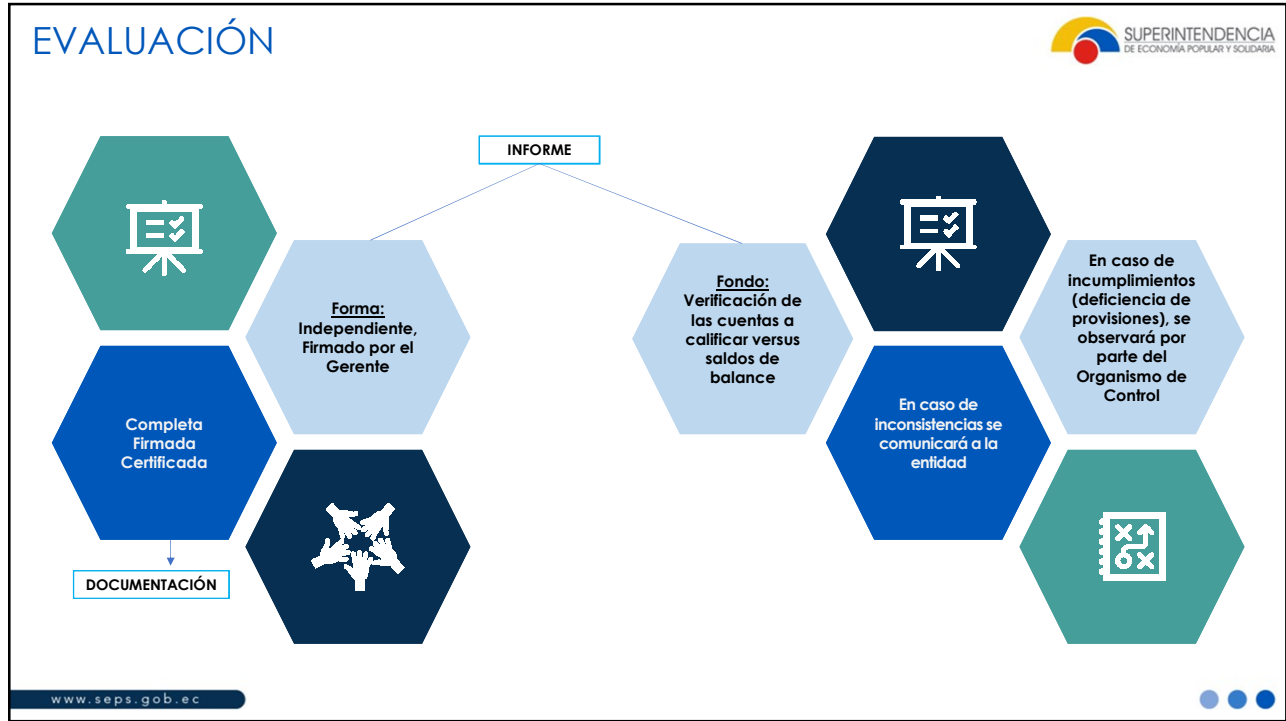 EVALUACIÓN
SUPERINTENDENCIA
DE ECONOMÍA POPULAR Y SOLIDARIA
INFORME
Forma:
Independiente,
Firmado por el
Gerente
Completa
Firmada
Certificada
DOCUMENTACIÓN
Fondo:
Verificación de
las cuentas a
calificar versus
saldos de
balance
En caso de
inconsistencias se
comunicará a la
entidad
En caso de
incumplimientos
(deficiencia de
provisiones), se
observará por
parte del
Organismo de
Control
www.seps.gob.ec